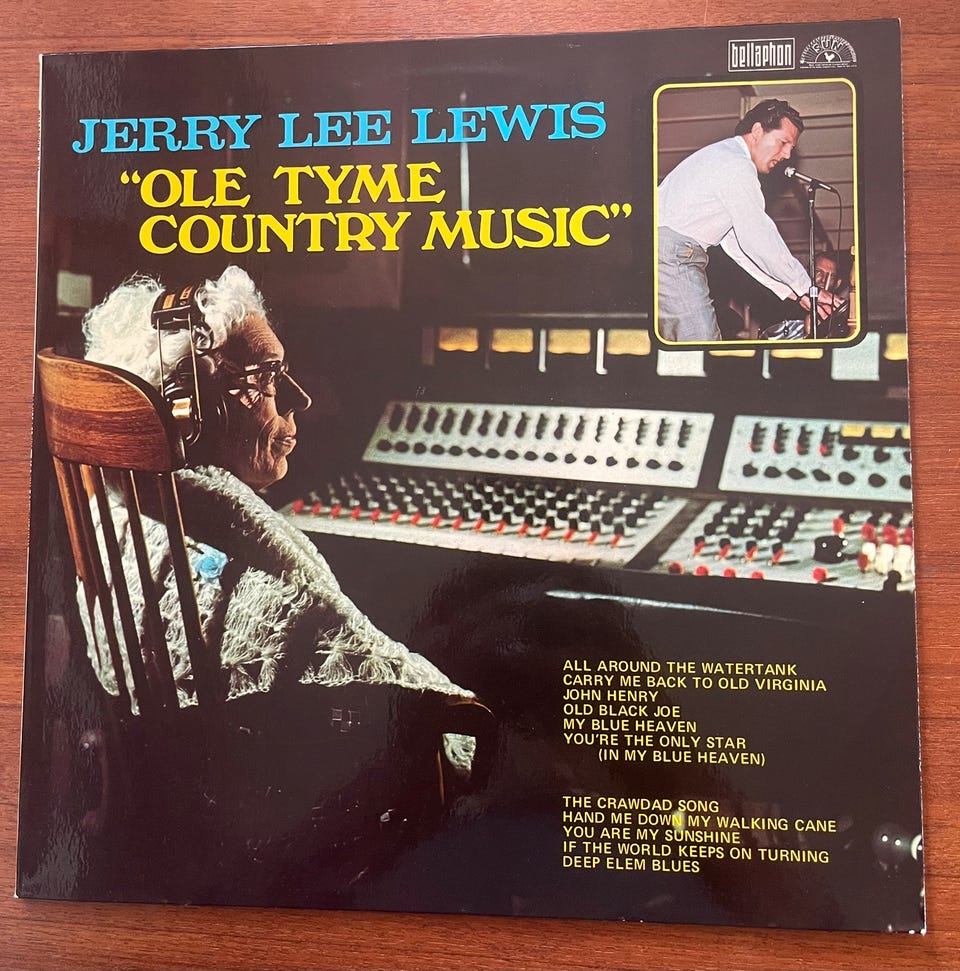 bellaphon
SUN
JERRY LEE LEWIS
“OLE TYME
COUNTRY MUSIC”
ALL AROUND THE WATERTANK
CARRY ME BACK TO OLD VIRGINIA
JOHN HENRY
OLD BLACK JOE
MY BLUE HEAVEN
YOU'RE THE ONLY STAR
(IN MY BLUE HEAVEN)
THE CRAWDAD SONG
HAND ME DOWN MY WALKING CANE
YOU ARE MY SUNSHINE
IF THE WORLD KEEPS ON TURNING
DEEP ELEM BLUES